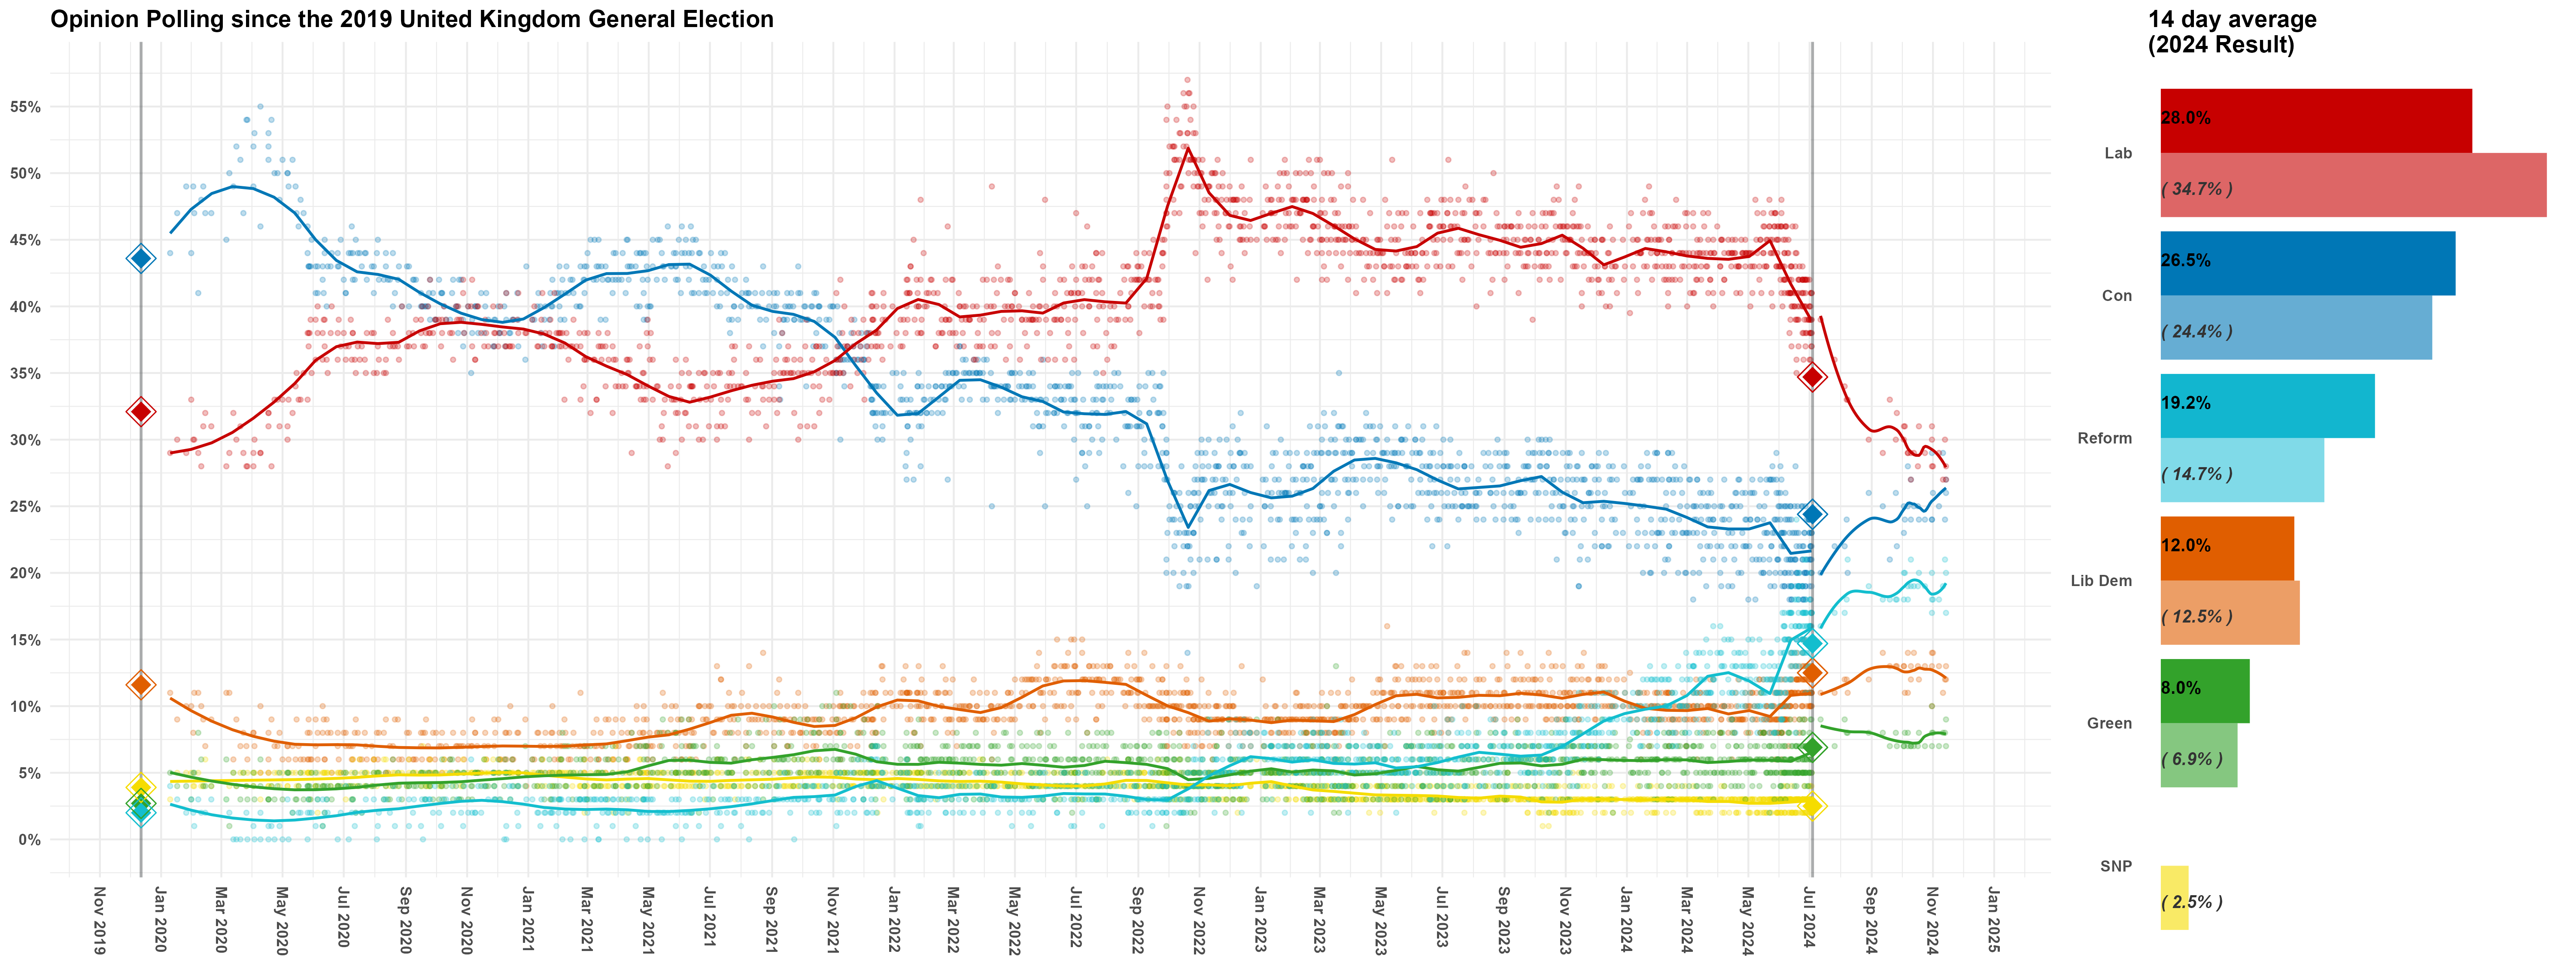 Opinion Polling since the 2019 United Kingdom General Election
55%
50%
45%
40%
35%
30%
25%
20%
15%
10%
5%
0%
Nov 2019
Jan 2020
Mar 2020
May 2020
Jul 2020
Sep 2020
Nov 2020
Jan 2021
Mar 2021
May 2021
Jul 2021
Sep 2021
Nov 2021
Jan 2022
Mar 2022
May 2022
Jul 2022
Sep 2022
Nov 2022
Jan 2023
Mar 2023
May 2023
Jul 2023
Sep 2023
Nov 2023
Jan 2024
Mar 2024
May 2024
Jul 2024
Sep 2024
Nov 2024
Jan 2025
14 day average
(2024 Result)
Lab
28.0%
( 34.7% )
Con
26.5%
( 24.4% )
Reform
19.2%
( 14.7% )
Lib Dem
12.0%
( 12.5% )
Green
8.0%
( 6.9% )
SNP
( 2.5% )